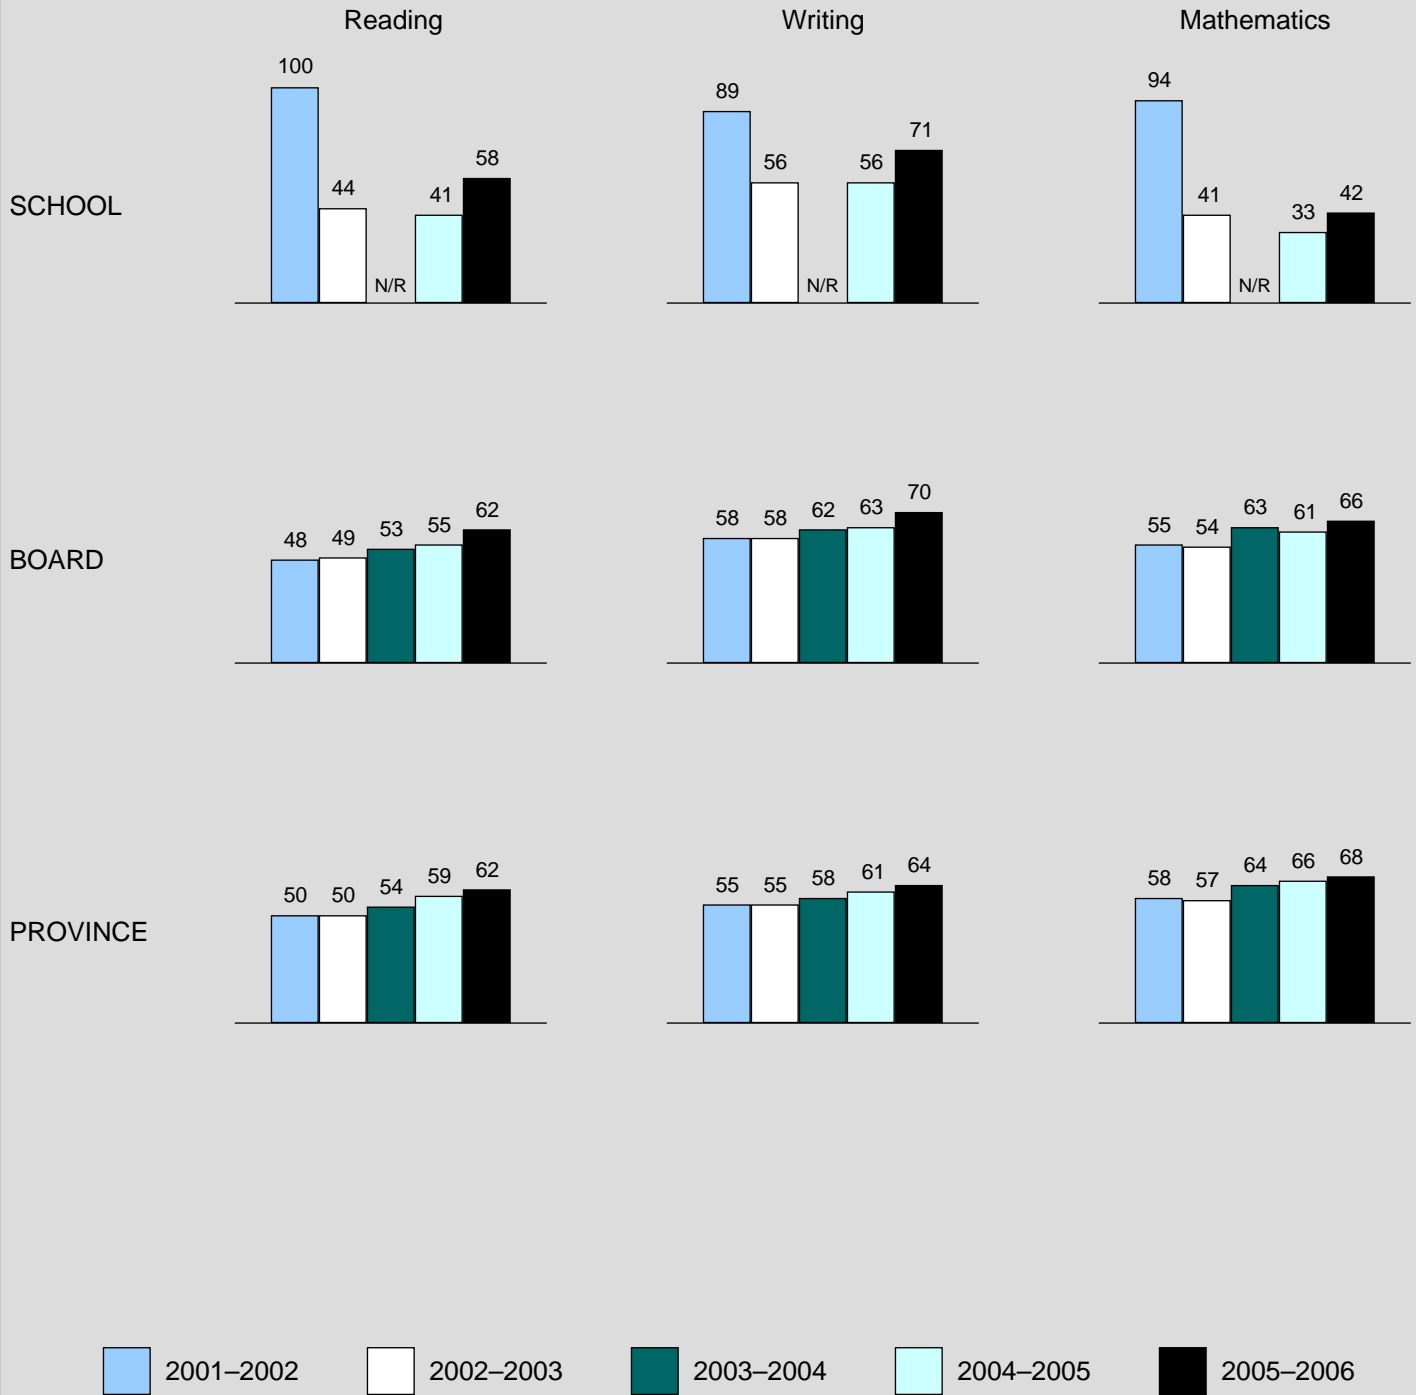 Reading Writing Mathematics
SCHOOL
100 44 N/R 41 58
89 56 N/R 56 71
94 41 N/R 33 42
BOARD
48 49 53 55 62
58 58 62 63 70
55 54 63 61 66
PROVINCE
50 50 54 59 62
55 55 58 61 64
58 57 64 66 68
2001–2002 2002–2003 2003–2004 2004–2005 2005–2006